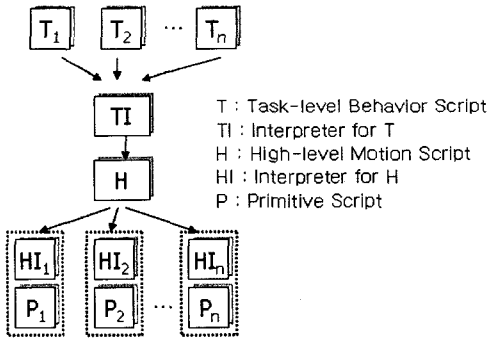 T1 T2 ... Tn
TI
H
T : Task-level Behavior Script
TI : Interpreter for T
H : High-level Motion Script
HI : Interpreter for H
P : Primitive Script
HI1 HI2 HIn
P1 P2 ... Pn